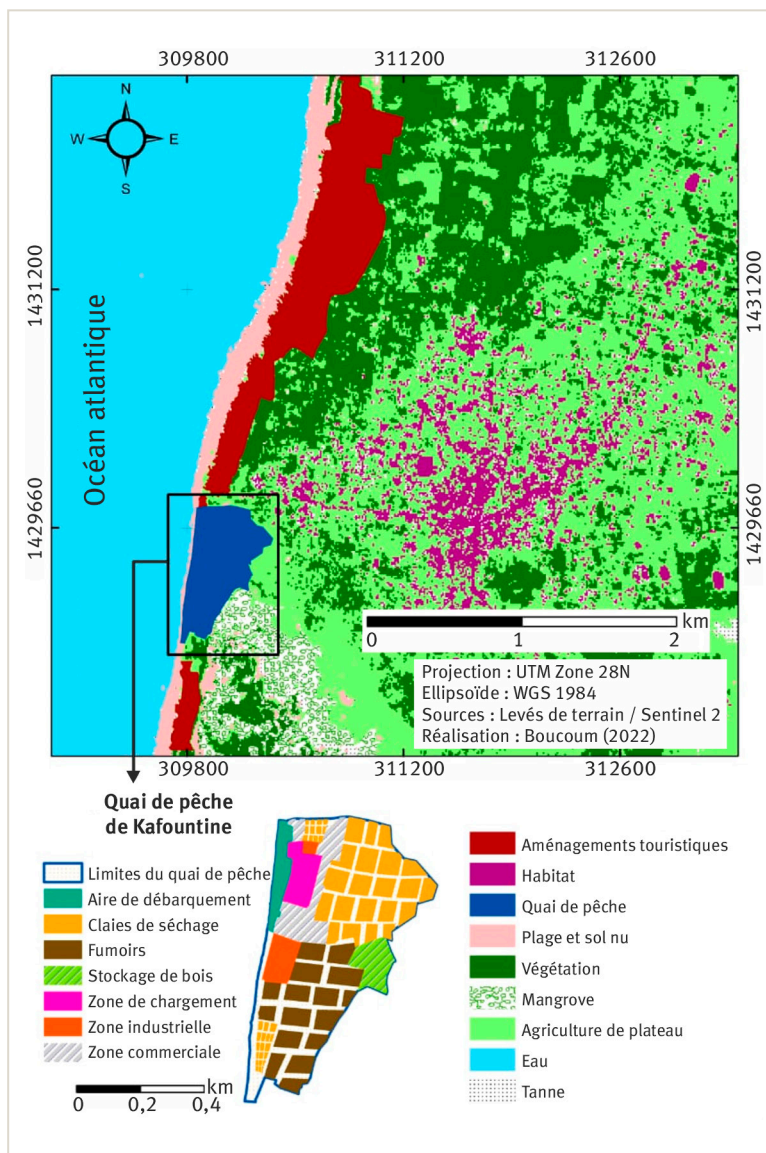 309800 311200 312600
N
W E
S
1431200
1431200
Océan atlantique
1429660
1429660
km
0 1 2
Projection : UTM Zone 28N
Ellipsoïde : WGS 1984
Sources : Levés de terrain / Sentinel 2
Réalisation : Boucoum (2022)
309800 311200 312600
Quai de pêche
de Kafountine
Limites du quai de pêche
Aire de débarquement
Claies de séchage
Fumoirs
Stockage de bois
Zone de chargement
Zone industrielle
Zone commerciale
km
0 0,2 0,4
Aménagements touristiques
Habitat
Quai de pêche
Plage et sol nu
Végétation
Mangrove
Agriculture de plateau
Eau
Tanne